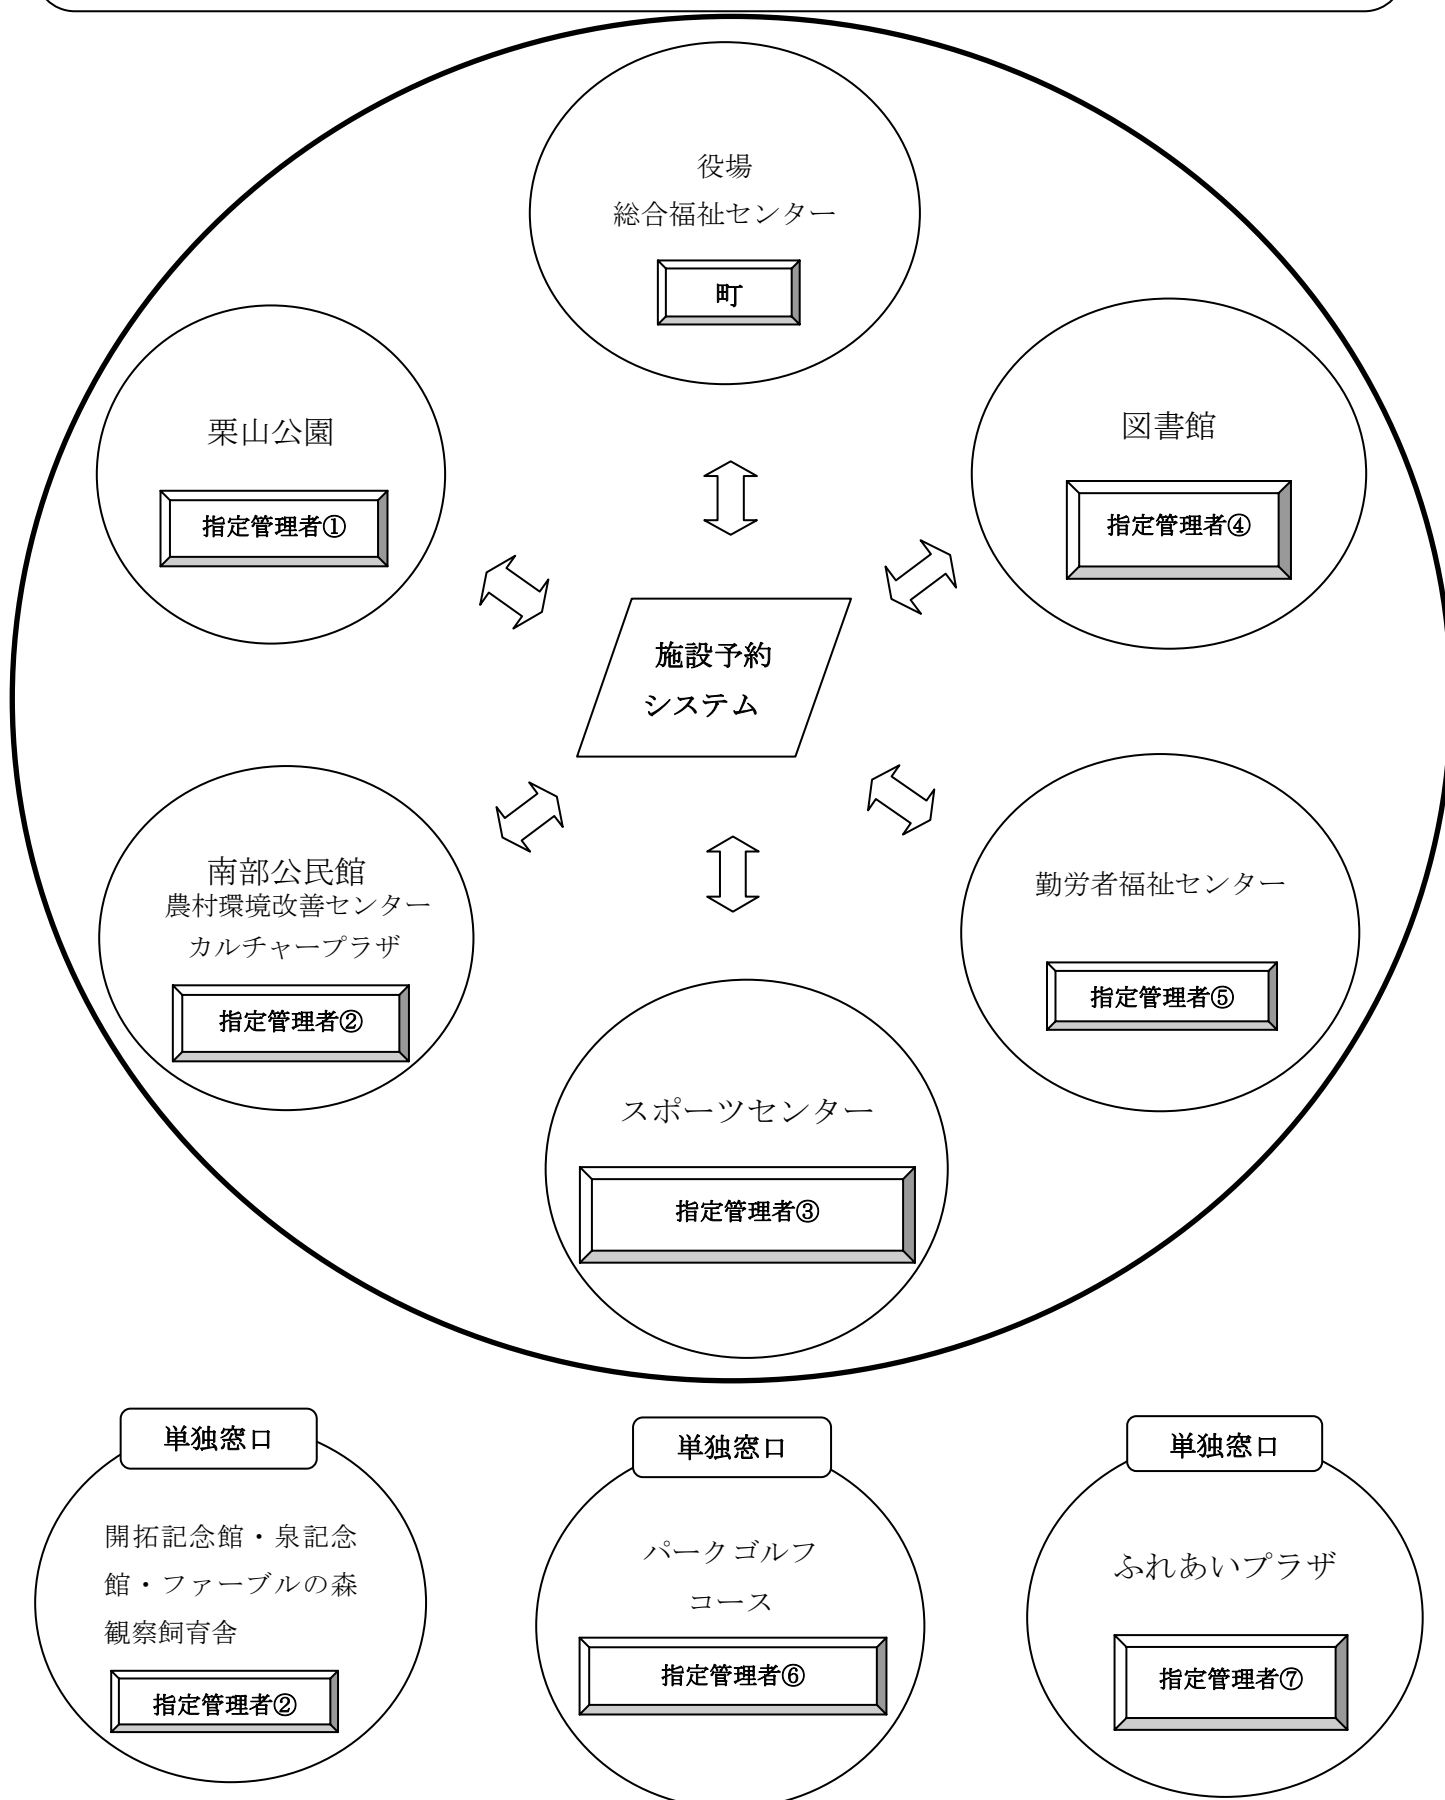 役場
総合福祉センター
町
栗山公園
指定管理者①
図書館
指定管理者④
施設予約
システム
南部公民館
農村環境改善センター
カルチャープラザ
指定管理者②
勤労者福祉センター
指定管理者⑤
スポーツセンター
指定管理者③
単独窓口
開拓記念館・泉記念
館・ファーブルの森
観察飼育舎
指定管理者②
単独窓口
パークゴルフ
コース
指定管理者⑥
単独窓口
ふれあいプラザ
指定管理者⑦